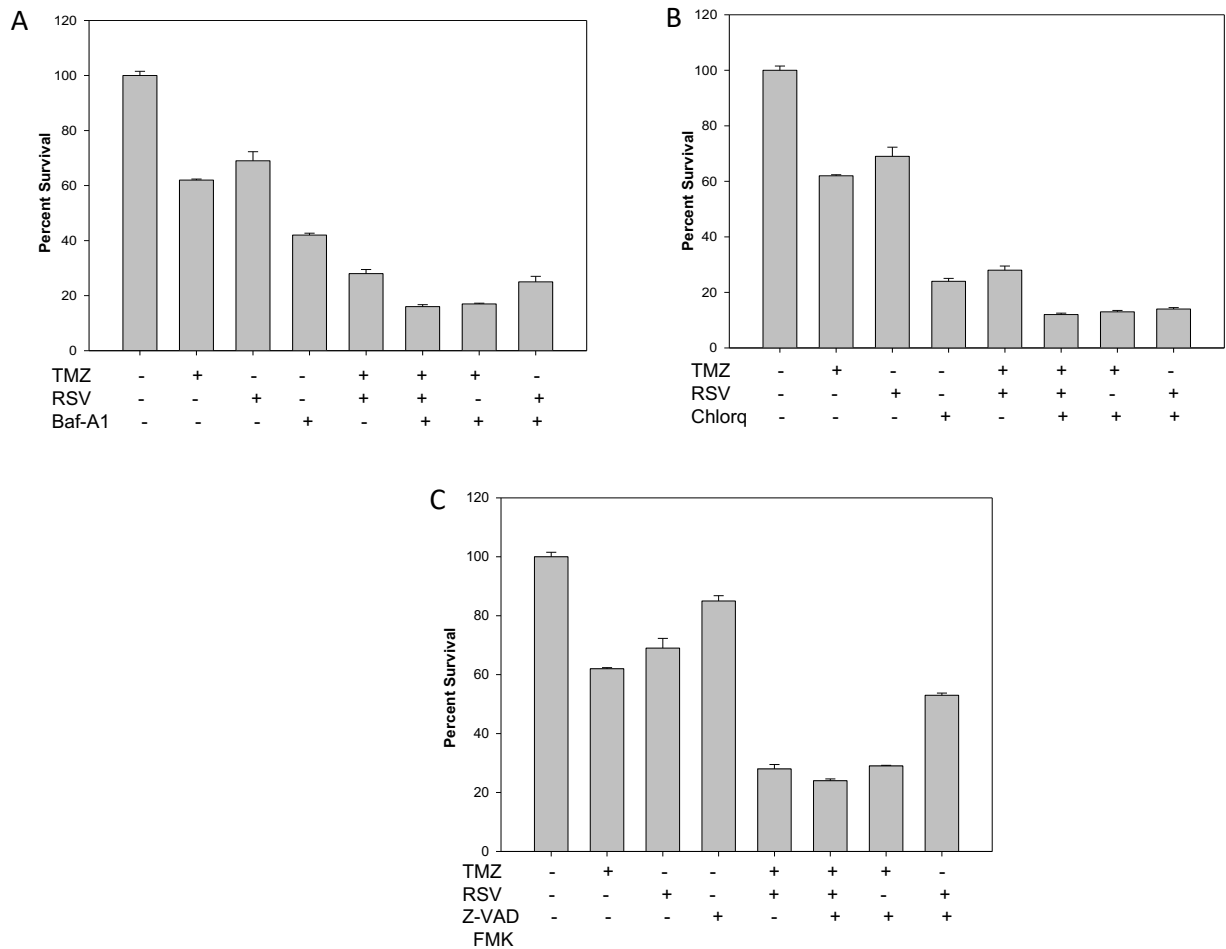 A
120
100
80
60
40
20
0
Percent Survival
TMZ - + - - + + + -
RSV - - + - + + - +
Baf-A1 - - - + - + + +
B
120
100
80
60
40
20
0
Percent Survival
TMZ - + - - + + + -
RSV - - + - + + - +
Chlorq - - - + - + + +
C
120
100
80
60
40
20
0
Percent Survival
TMZ - + - - + + + -
RSV - - + - + + - +
Z-VAD - - - + - + + +
FMK